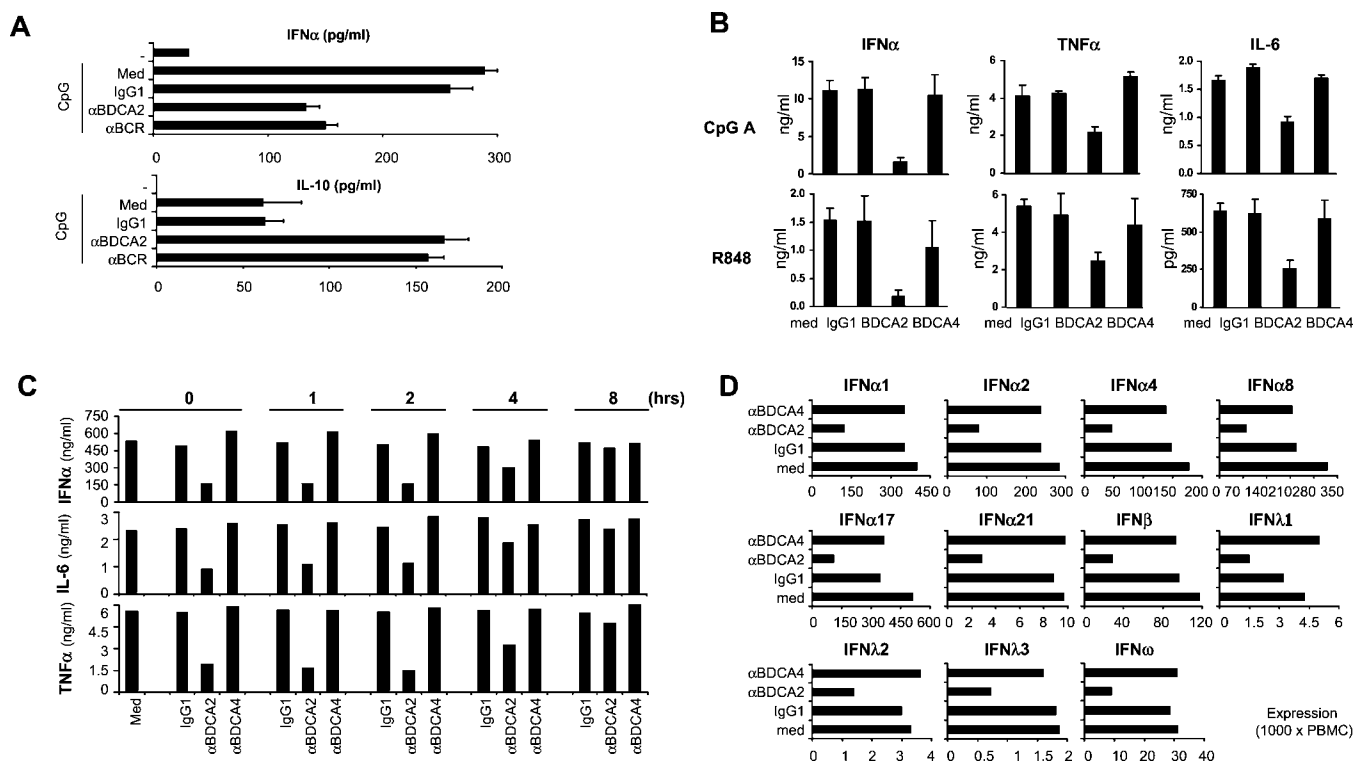 A
IFNα (pg/ml)
-
Med
IgG1
αBDCA2
αBCR
CpG
0 100 200 300
IL-10 (pg/ml)
-
Med
IgG1
αBDCA2
αBCR
CpG
0 50 100 150 200
B
IFNα TNFα IL-6
CpG A
ng/ml
15
10
5
0
ng/ml
6
4
2
0
ng/ml
2.0
1.5
1.0
0.5
0.0
R848
ng/ml
2.0
1.5
1.0
0.5
0.0
ng/ml
6
4
2
0
pg/ml
750
500
250
0
med IgG1 BDCA2 BDCA4
med IgG1 BDCA2 BDCA4
med IgG1 BDCA2 BDCA4
C
0 1 2 4 8 (hrs)
IFNα (ng/ml)
750
600
450
300
150
0
IL-6 (ng/ml)
3
2
1
0
TNFα (ng/ml)
6
4.5
3
1.5
0
Med IgG1 αBDCA2 αBDCA4 IgG1 αBDCA2 αBDCA4 IgG1 αBDCA2 αBDCA4 IgG1 αBDCA2 αBDCA4 IgG1 αBDCA2 αBDCA4
D
IFNα1 IFNα2 IFNα4 IFNα8
αBDCA4
αBDCA2
IgG1
med
0 150 300 450 0 100 200 300 0 50 100 150 200 0 70 140 210 280 350
IFNα17 IFNα21 IFNβ IFNλ1
αBDCA4
αBDCA2
IgG1
med
0 150 300 450 600 0 2 4 6 8 10 0 40 80 120 0 1.5 3 4.5 6
IFNλ2 IFNλ3 IFNω
αBDCA4
αBDCA2
IgG1
med
0 1 2 3 4 0 0.5 1 1.5 2 0 10 20 30 40
Expression
(1000 x PBMC)